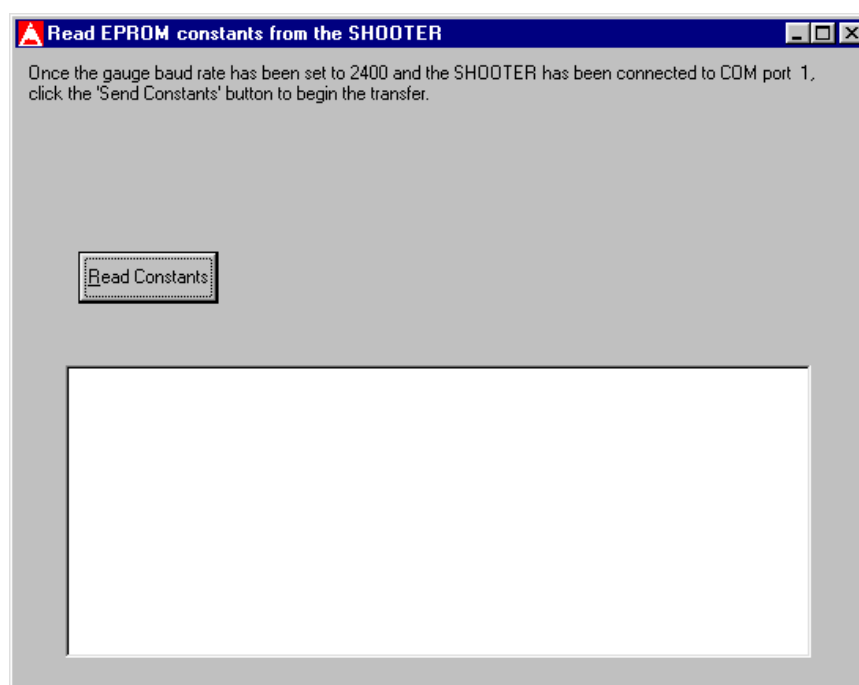 Read EPROM constants from the SHOOTER
Once the gauge baud rate has been set to 2400 and the SHOOTER has been connected to COM port 1,
click the 'Send Constants' button to begin the transfer.
Read Constants